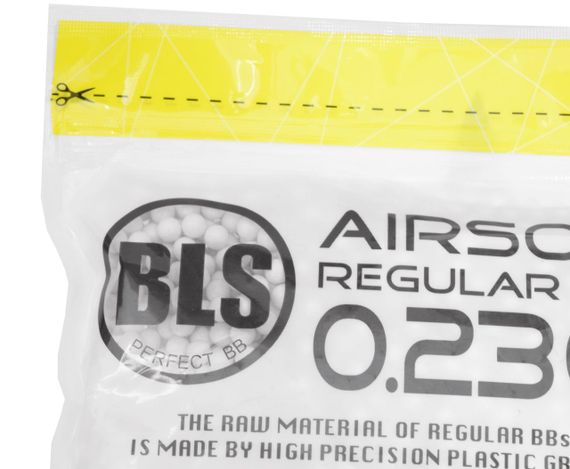 AIRSO
REGULAR
0.23
BLS
PERFECT BB
THE RAW MATERIAL OF REGULAR BBs
IS MADE BY HIGH PRECISION PLASTIC GR